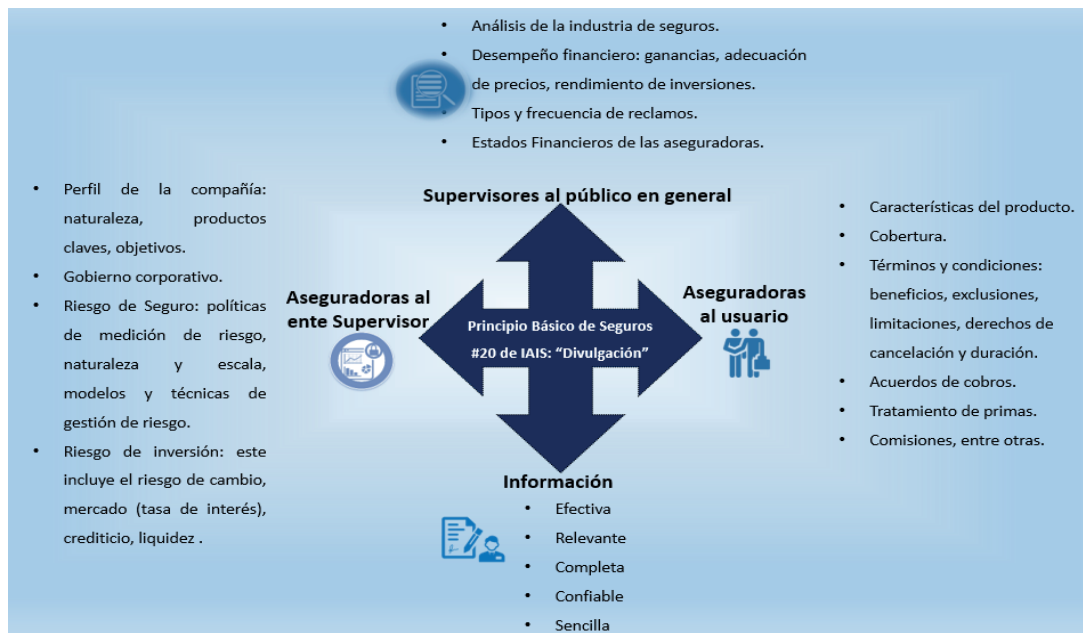 • Análisis de la industria de seguros.
• Desempeño financiero: ganancias, adecuación
de precios, rendimiento de inversiones.
• Tipos y frecuencia de reclamos.
• Estados Financieros de las aseguradoras.
Supervisores al público en general
• Perfil de la compañía:
naturaleza, productos
claves, objetivos.
• Gobierno corporativo.
• Riesgo de Seguro: políticas
de medición de riesgo,
naturaleza y escala,
modelos y técnicas de
gestión de riesgo.
• Riesgo de inversión: este
incluye el riesgo de cambio,
mercado (tasa de interés),
crediticio, liquidez .
Aseguradoras al
ente Supervisor
Principio Básico de Seguros
#20 de IAIS: “Divulgación”
Aseguradoras
al usuario
• Características del producto.
• Cobertura.
• Términos y condiciones:
beneficios, exclusiones,
limitaciones, derechos de
cancelación y duración.
• Acuerdos de cobros.
• Tratamiento de primas.
• Comisiones, entre otras.
Información
• Efectiva
• Relevante
• Completa
• Confiable
• Sencilla